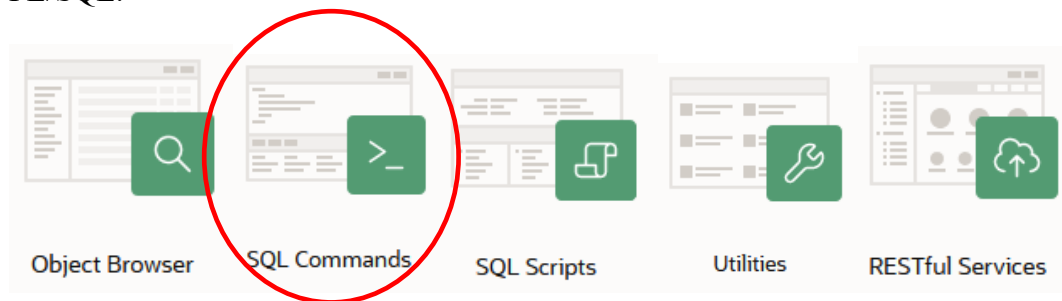 Object Browser
SQL Commands
SQL Scripts
Utilities
RESTful Services